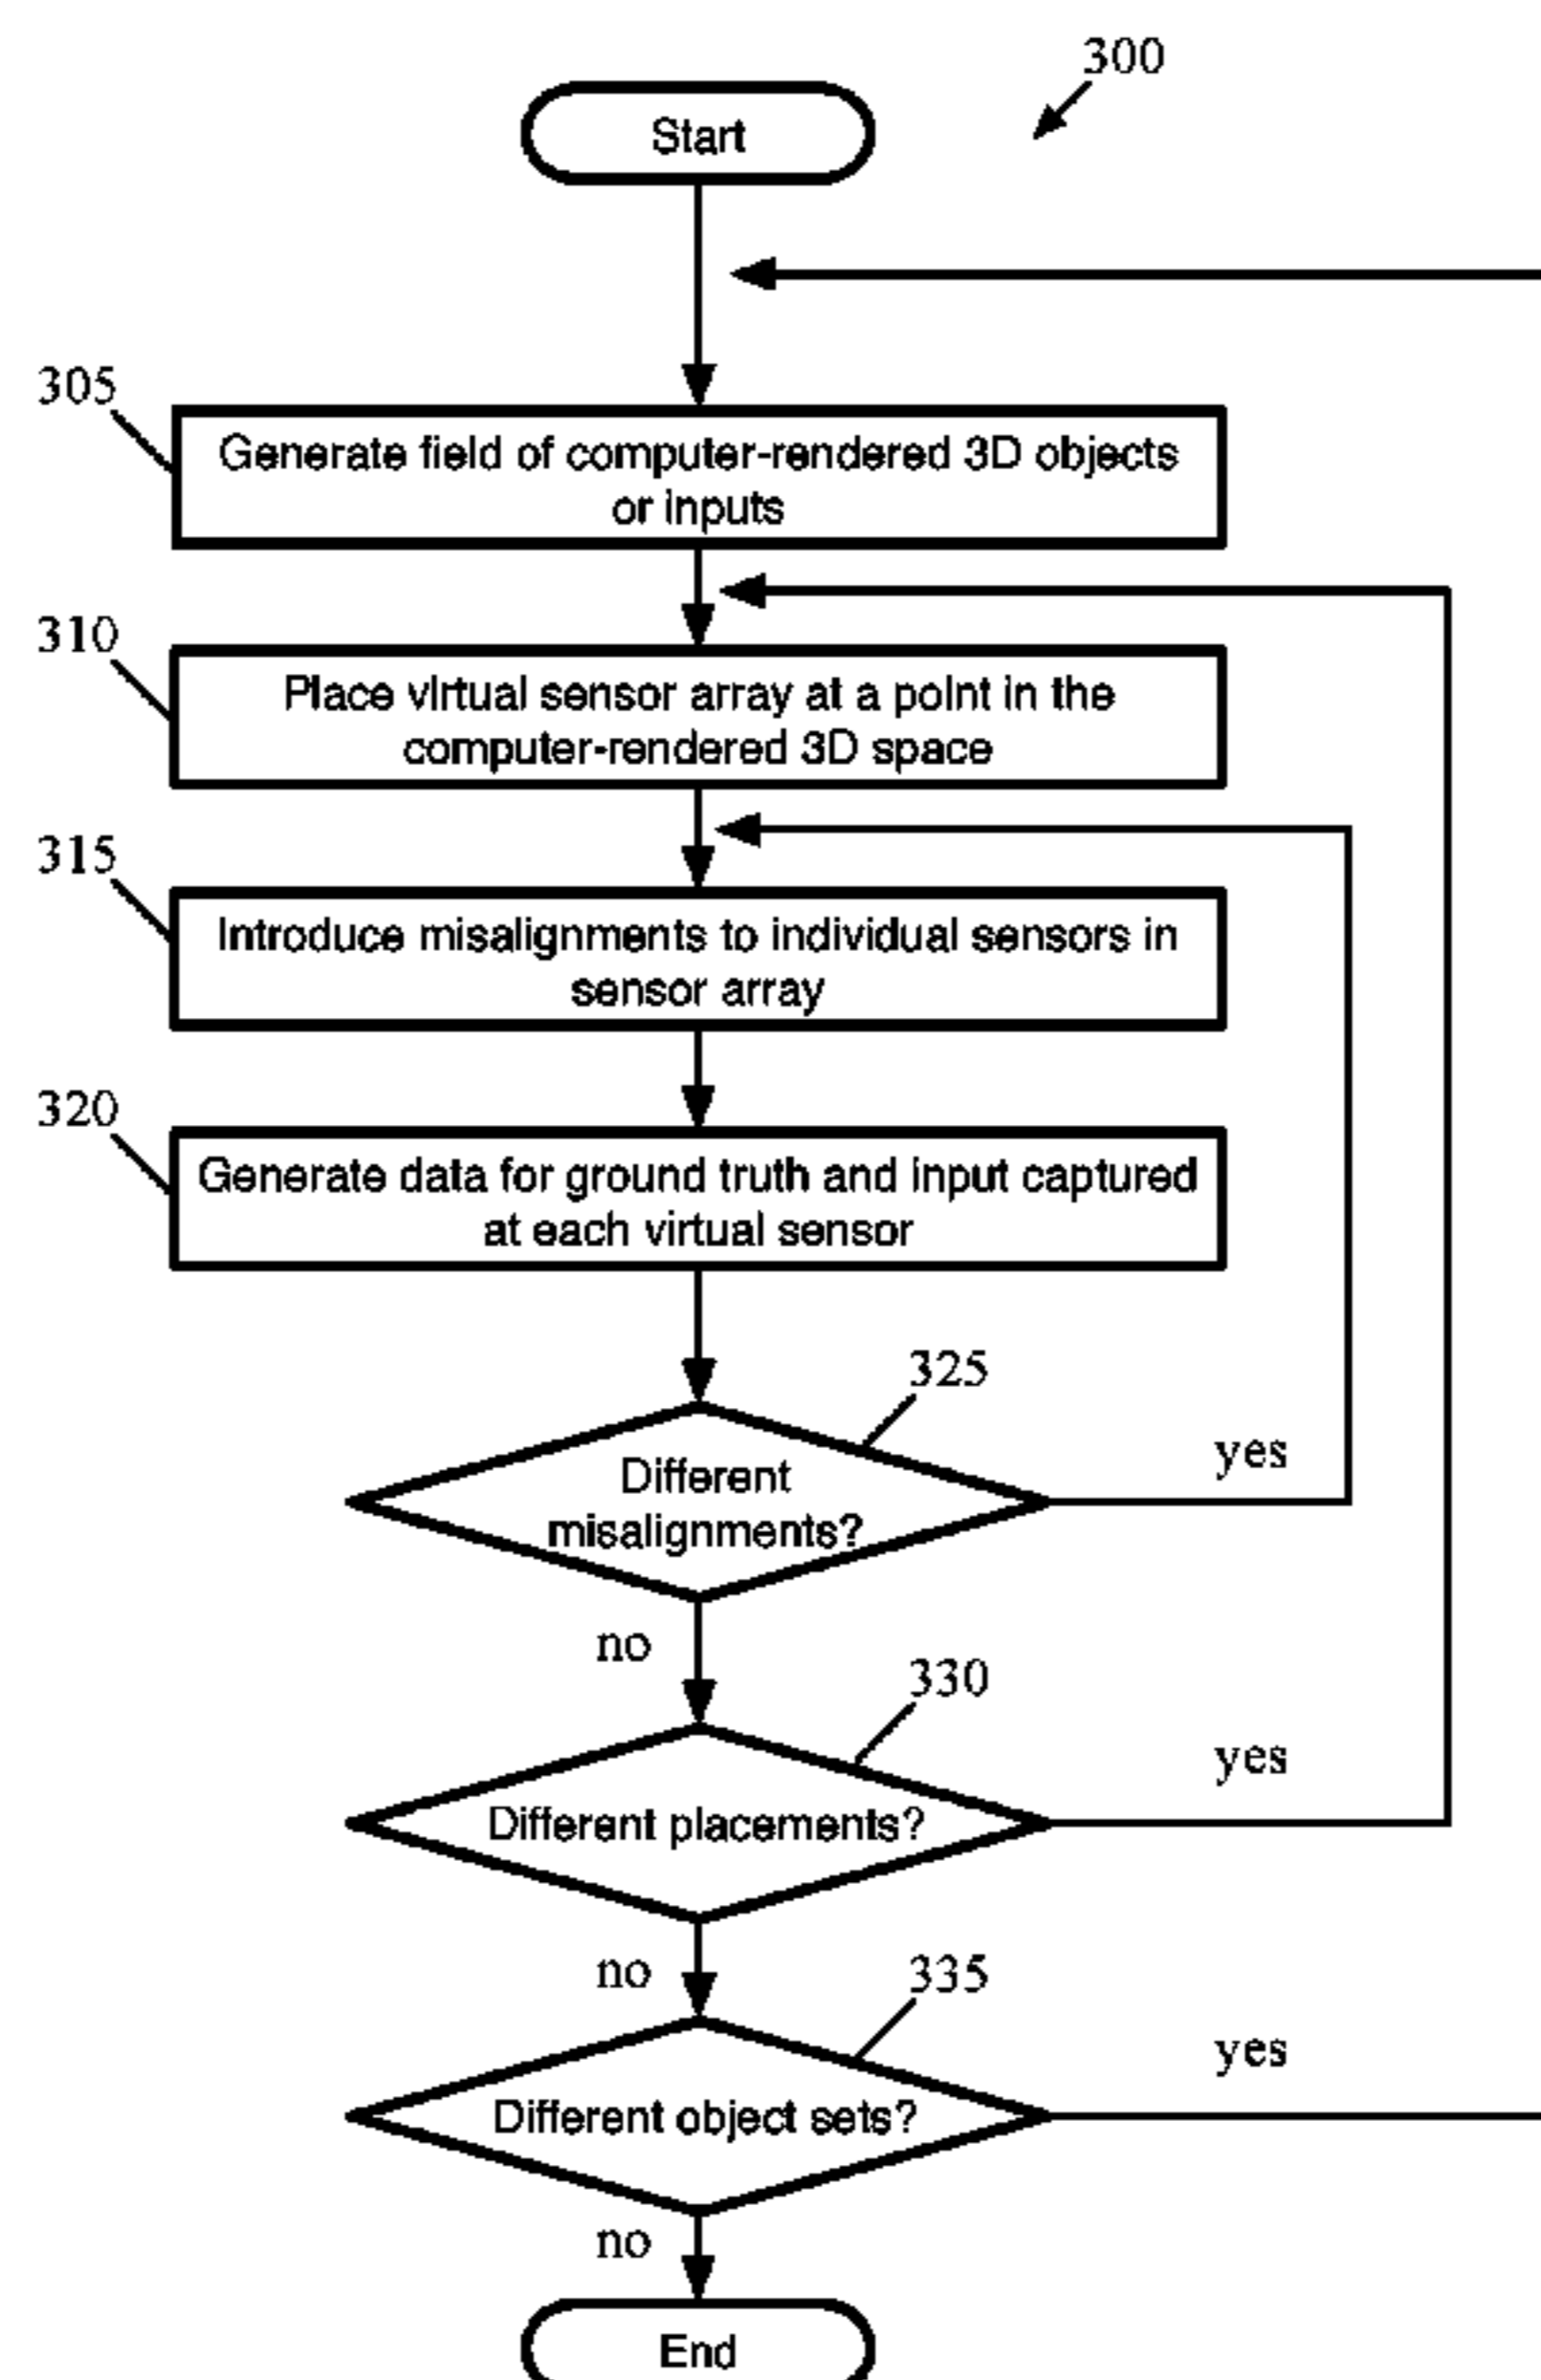 300
Start
305
Generate field of computer-rendered 3D objects
or inputs
310
Place virtual sensor array at a point in the
computer-rendered 3D space
315
Introduce misalignments to individual sensors in
sensor array
320
Generate data for ground truth and input captured
at each virtual sensor
325
Different
misalignments?
yes
no
330
Different placements?
yes
no
335
Different object sets?
yes
no
End